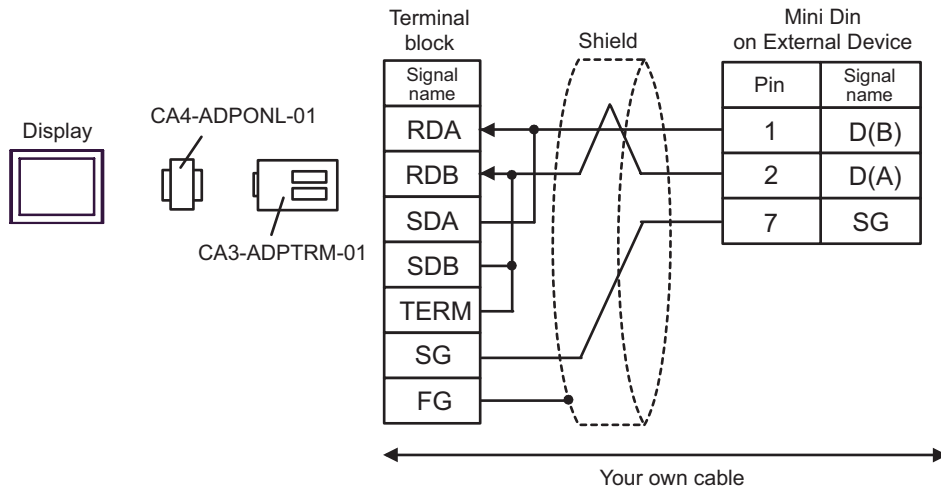 Terminal
block
Shield
Mini Din
on External Device
Display
CA4-ADPONL-01
CA3-ADPTRM-01
Signal
name
RDA
RDB
SDA
SDB
TERM
SG
FG
Pin
Signal
name
1
D(B)
2
D(A)
7
SG
Your own cable